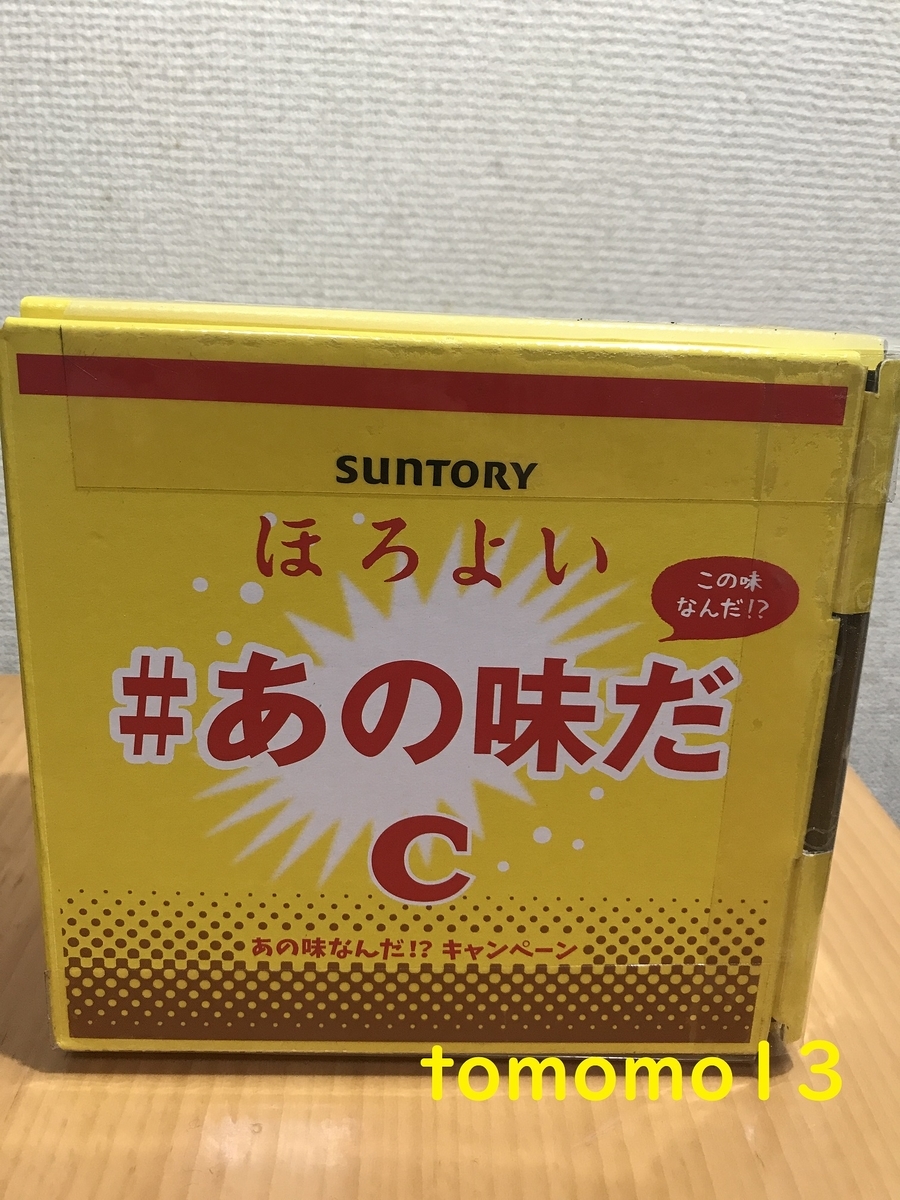 SUNTORY
ほろよい
この味
なんだ!?
#あの味だ
C
あの味なんだ!? キャンペーン
tomomo13